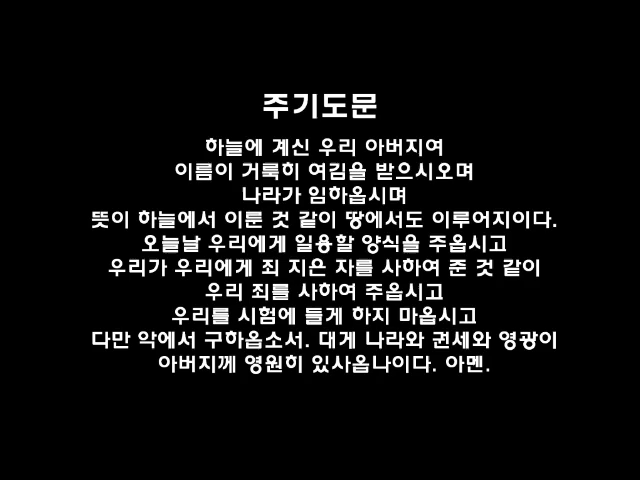 주기도문
하늘에 계신 우리 아버지여
이름이 거룩히 여김을 받으시오며
나라가 임하옵시며
뜻이 하늘에서 이룬 것 같이 땅에서도 이루어지이다.
오늘날 우리에게 일용할 양식을 주옵시고
우리가 우리에게 죄 지은 자를 사하여 준 것 같이
우리 죄를 사하여 주옵시고
우리를 시험에 들게 하지 마옵시고
다만 악에서 구하옵소서. 대게 나라와 권세와 영광이
아버지께 영원히 있사옵나이다. 아멘.